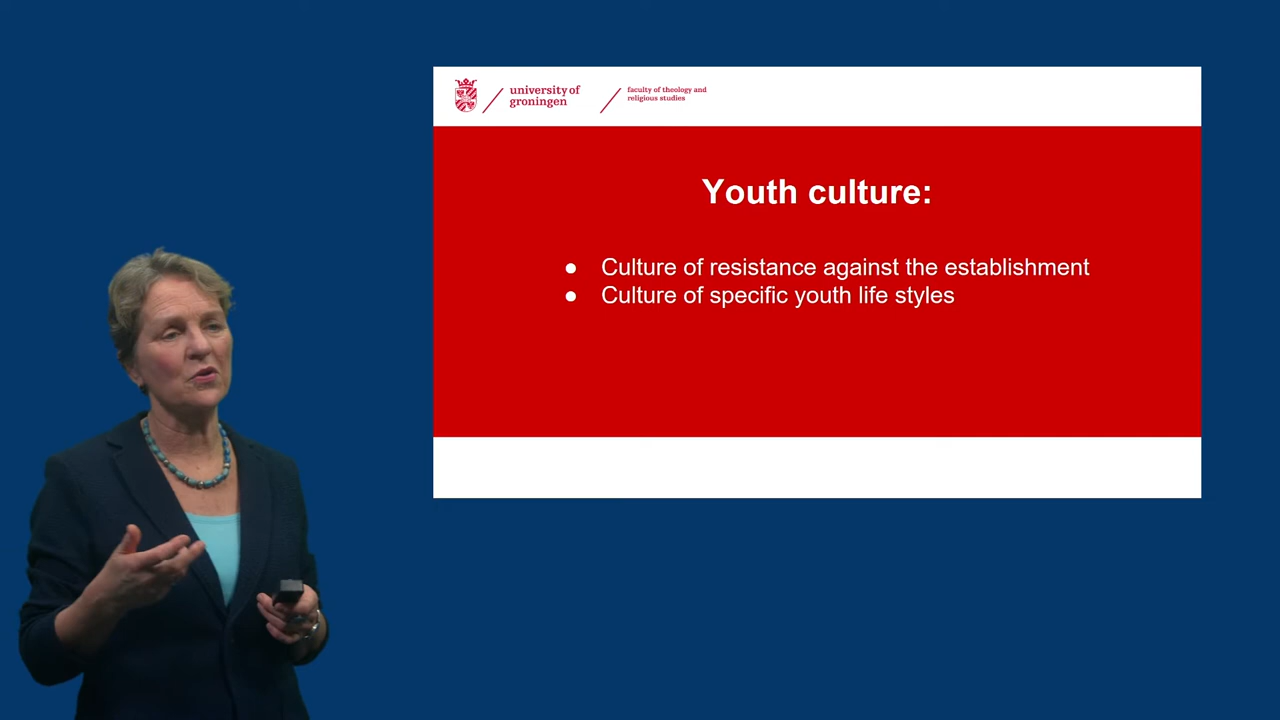 university of
groningen
faculty of theology and
religious studies
Youth culture:
● Culture of resistance against the establishment
● Culture of specific youth life styles